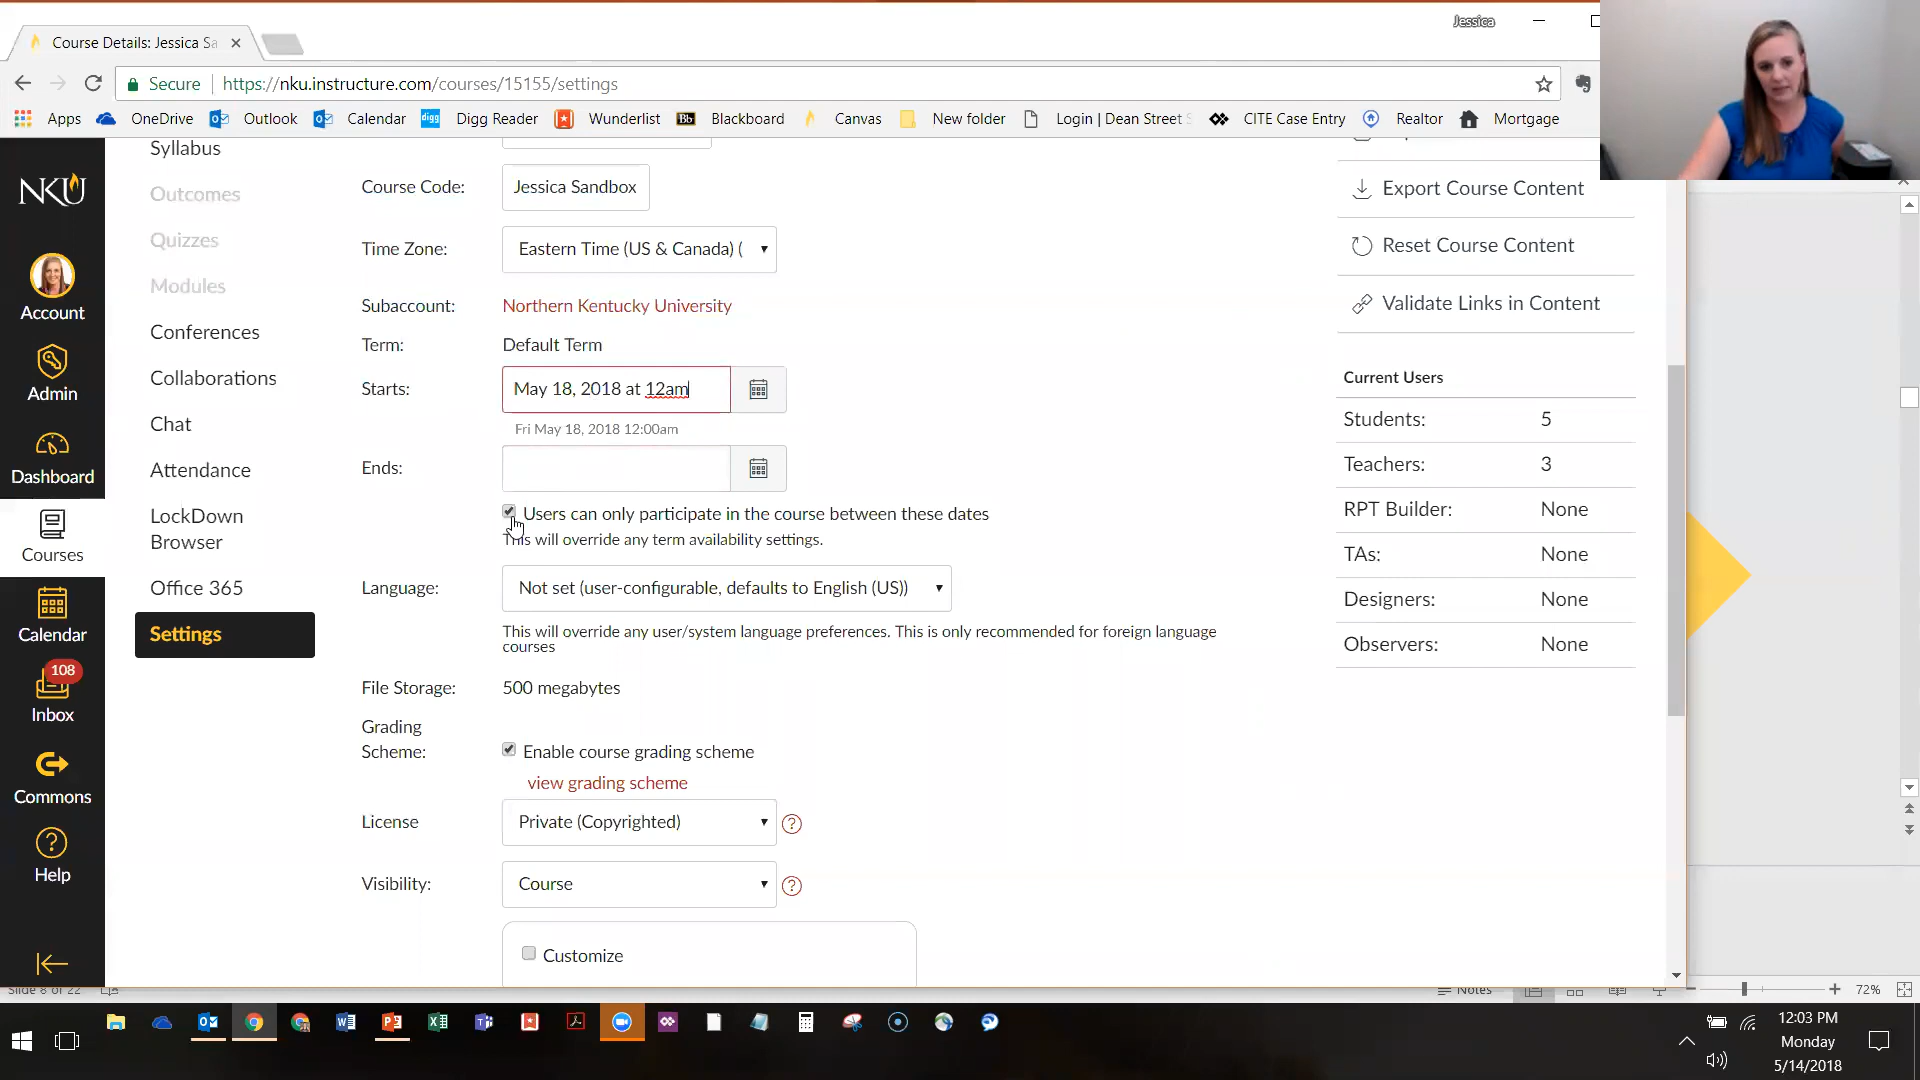 Jessica
Course Details: Jessica Sa
Secure https://nku.instructure.com/courses/15155/settings
Apps OneDrive Outlook Calendar digg Digg Reader Wunderlist Bb Blackboard Canvas New folder Login | Dean Street S CITE Case Entry Realtor Mortgage
NKU
Account
Admin
Dashboard
Courses
Calendar
108
Inbox
Commons
Help
Syllabus
Outcomes
Quizzes
Modules
Conferences
Collaborations
Chat
Attendance
LockDown
Browser
Office 365
Settings
Course Code: Jessica Sandbox
Time Zone: Eastern Time (US & Canada) (
Subaccount: Northern Kentucky University
Term: Default Term
Starts: May 18, 2018 at 12am
Fri May 18, 2018 12:00am
Ends:
Users can only participate in the course between these dates
This will override any term availability settings.
Language: Not set (user-configurable, defaults to English (US))
This will override any user/system language preferences. This is only recommended for foreign language
courses
File Storage: 500 megabytes
Grading
Scheme: Enable course grading scheme
view grading scheme
License Private (Copyrighted) ?
Visibility: Course ?
Customize
Export Course Content
Reset Course Content
Validate Links in Content
Current Users
Students: 5
Teachers: 3
RPT Builder: None
TAs: None
Designers: None
Observers: None
Slide 8 of 22
Notes
72%
12:03 PM
Monday
5/14/2018